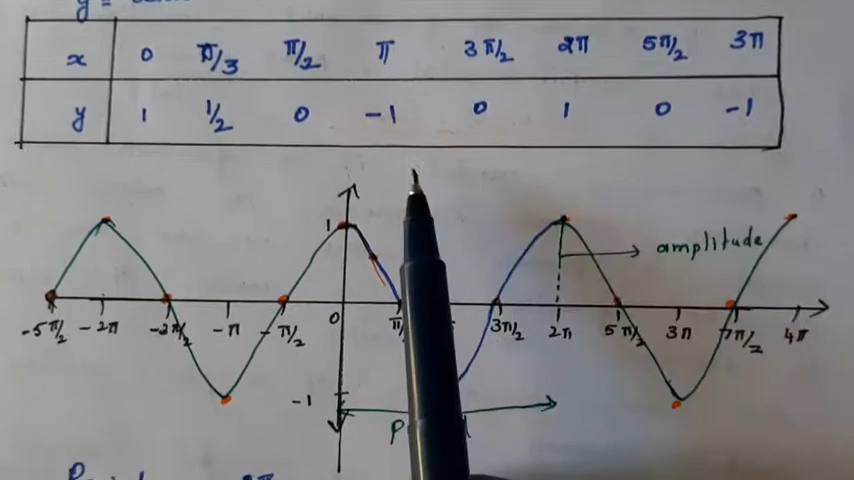 y =
x 0 π/3 π/2 π 3π/2 2π 5π/2 3π
y 1 1/2 0 -1 0 1 0 -1
1
amplitude
-5π/2 -2π -3π/2 -π -π/2 0 3π/2 2π 5π/2 3π 7π/2 4π
-1